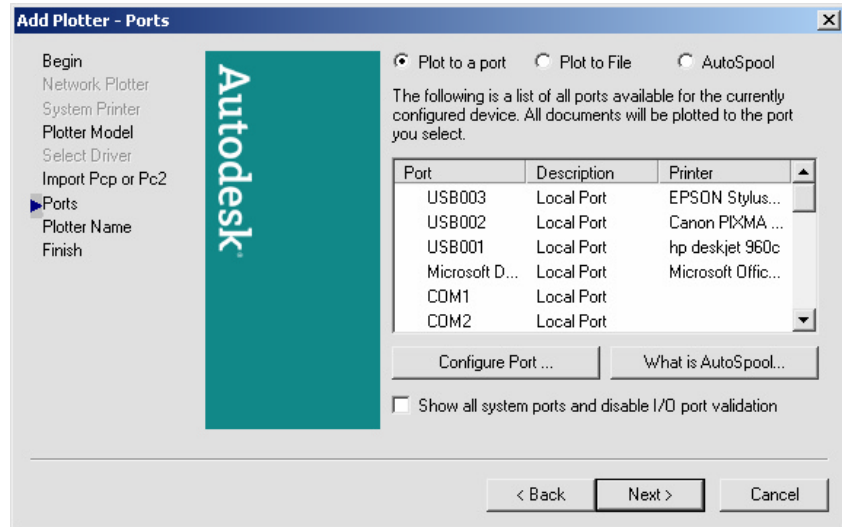 Add Plotter - Ports
Begin
Network Plotter
System Printer
Plotter Model
Select Driver
Import Pcp or Pc2
Ports
Plotter Name
Finish
Autodesk
Plot to a port Plot to File AutoSpool
The following is a list of all ports available for the currently
configured device. All documents will be plotted to the port
you select.
Port Description Printer
USB003 Local Port EPSON Stylus...
USB002 Local Port Canon PIXMA ...
USB001 Local Port hp deskjet 960c
Microsoft D... Local Port Microsoft Offic...
COM1 Local Port
COM2 Local Port
Configure Port ... What is AutoSpool...
Show all system ports and disable I/O port validation
< Back Next > Cancel